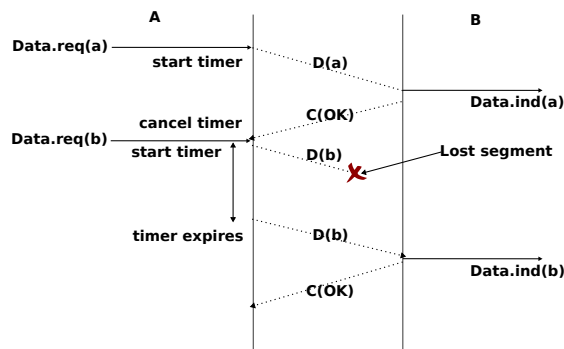 A
B
Data.req(a)
start timer
D(a)
Data.ind(a)
C(OK)
cancel timer
Data.req(b)
start timer
D(b)
Lost segment
timer expires
D(b)
Data.ind(b)
C(OK)